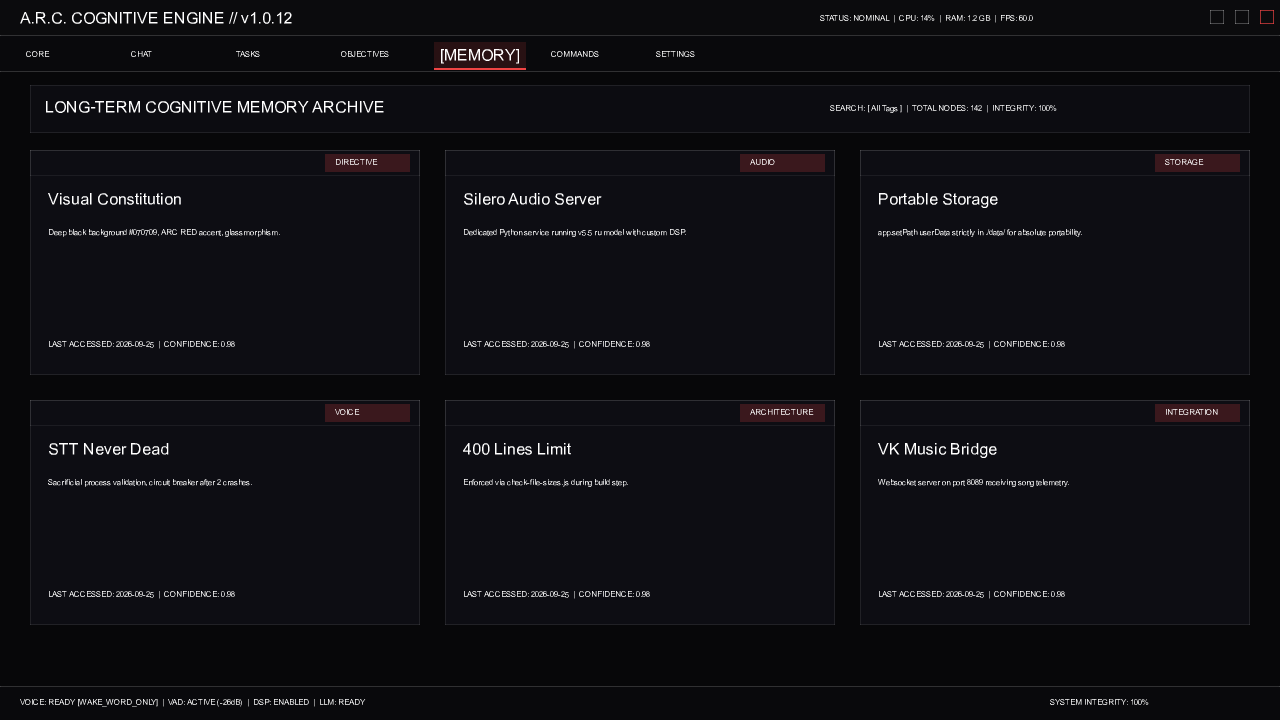 A.R.C. COGNITIVE ENGINE // v1.0.12
STATUS: NOMINAL | CPU: 14% | RAM: 1.2 GB | FPS: 60.0
CORE CHAT TASKS OBJECTIVES [MEMORY] COMMANDS SETTINGS
LONG-TERM COGNITIVE MEMORY ARCHIVE
SEARCH: [ All Tags ] | TOTAL NODES: 142 | INTEGRITY: 100%
DIRECTIVE
Visual Constitution
Deep black background #070709, ARC RED accent, glassmorphism.
LAST ACCESSED: 2026-09-25 | CONFIDENCE: 0.98
AUDIO
Silero Audio Server
Dedicated Python service running v5.5 ru model with custom DSP.
LAST ACCESSED: 2026-09-25 | CONFIDENCE: 0.98
STORAGE
Portable Storage
app.setPath userData strictly in ./data/ for absolute portability.
LAST ACCESSED: 2026-09-25 | CONFIDENCE: 0.98
VOICE
STT Never Dead
Sacrificial process validation, circuit breaker after 2 crashes.
LAST ACCESSED: 2026-09-25 | CONFIDENCE: 0.98
ARCHITECTURE
400 Lines Limit
Enforced via check-file-sizes.js during build step.
LAST ACCESSED: 2026-09-25 | CONFIDENCE: 0.98
INTEGRATION
VK Music Bridge
Websocket server on port 8089 receiving song telemetry.
LAST ACCESSED: 2026-09-25 | CONFIDENCE: 0.98
VOICE: READY [WAKE_WORD_ONLY] | VAD: ACTIVE (-26dB) | DSP: ENABLED | LLM: READY
SYSTEM INTEGRITY: 100%